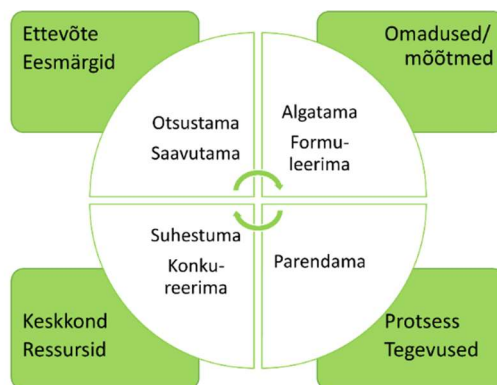 Ettevõte
Eesmärgid
Omadused/
mõõtmed
Otsustama
Saavutama
Algatama
Formu-
leerima
Suhestuma
Konku-
reerima
Parendama
Keskkond
Ressursid
Protsess
Tegevused